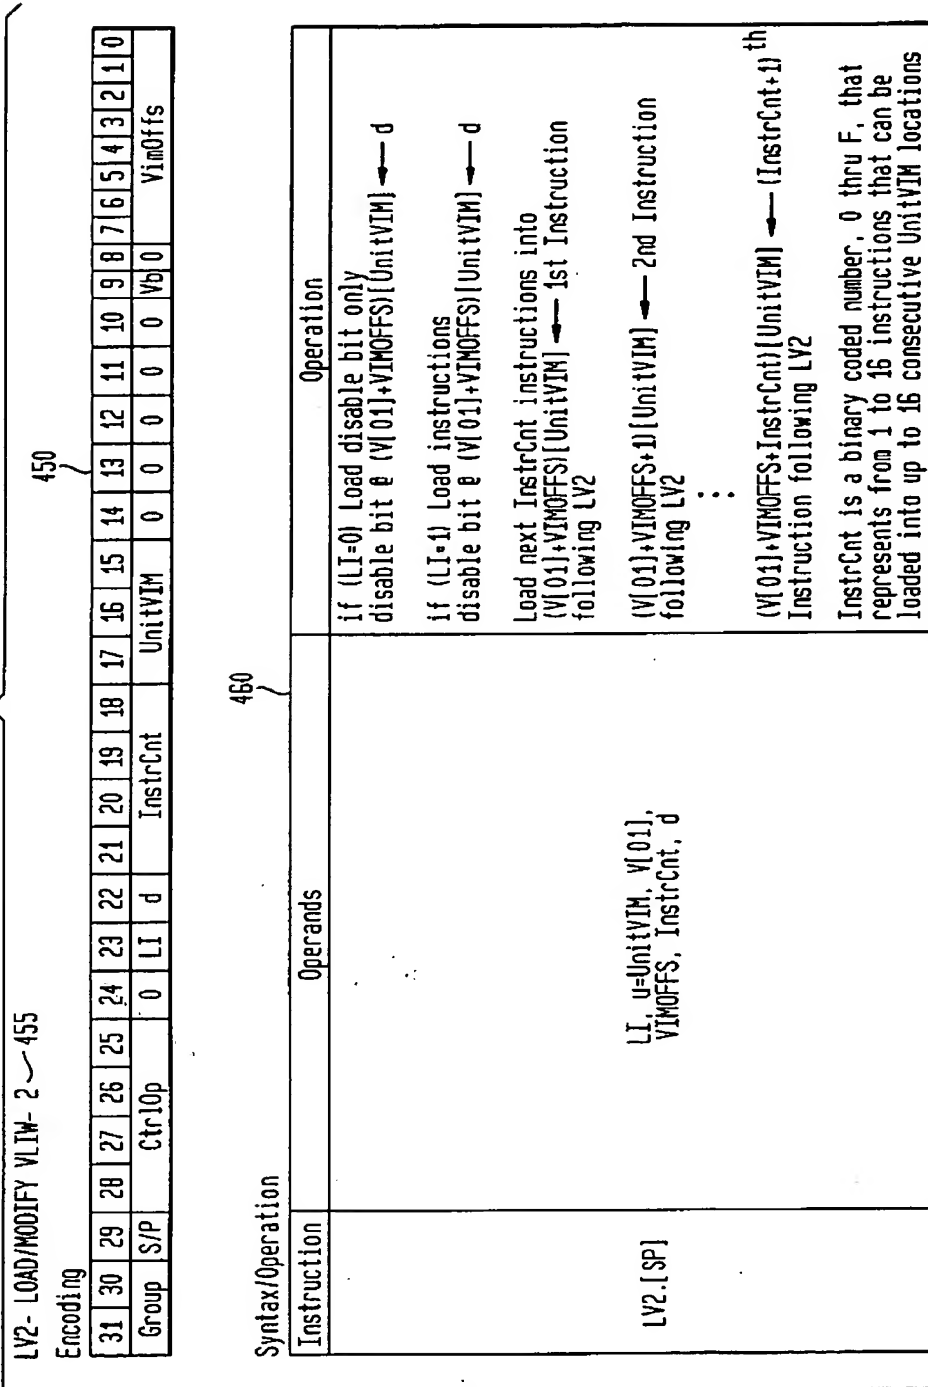 LV2- LOAD/MODIFY VLIW- 2 455
Encoding
450
31 30 29 28 27 26 25 24 23 22 21 20 19 18 17 16 15 14 13 12 11 10 9 8 7 6 5 4 3 2 1 0
Group S/P CtrlOp 0 LI d InstrCnt UnitVIM 0 0 0 0 0 Vb 0 VimOffs
Syntax/Operation
460
Instruction Operands Operation
LV2.[SP]
LI, u=UnitVIM, V[01],
VIMOFFS, InstrCnt, d
if (LI=0) Load disable bit only
disable bit @ (V[01]+VIMOFFS)[UnitVIM] ← d
if (LI=1) Load instructions
disable bit @ (V[01]+VIMOFFS)[UnitVIM] ← d
Load next InstrCnt instructions into
(V[01]+VIMOFFS)[UnitVIM] ← 1st Instruction
following LV2
(V[01]+VIMOFFS+1)[UnitVIM] ← 2nd Instruction
following LV2
⋮
(V[01]+VIMOFFS+InstrCnt)[UnitVIM] ← (InstrCnt+1)th
Instruction following LV2
InstrCnt is a binary coded number, 0 thru F, that
represents from 1 to 16 instructions that can be
loaded into up to 16 consecutive UnitVIM locations